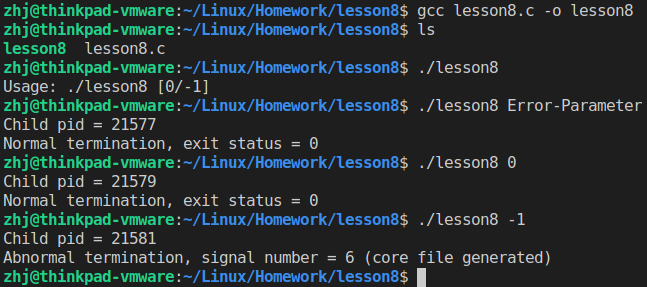 zhj@thinkpad-vmware:~/Linux/Homework/lesson8$ gcc lesson8.c -o lesson8
zhj@thinkpad-vmware:~/Linux/Homework/lesson8$ ls
lesson8  lesson8.c
zhj@thinkpad-vmware:~/Linux/Homework/lesson8$ ./lesson8
Usage: ./lesson8 [0/-1]
zhj@thinkpad-vmware:~/Linux/Homework/lesson8$ ./lesson8 Error-Parameter
Child pid = 21577
Normal termination, exit status = 0
zhj@thinkpad-vmware:~/Linux/Homework/lesson8$ ./lesson8 0
Child pid = 21579
Normal termination, exit status = 0
zhj@thinkpad-vmware:~/Linux/Homework/lesson8$ ./lesson8 -1
Child pid = 21581
Abnormal termination, signal number = 6 (core file generated)
zhj@thinkpad-vmware:~/Linux/Homework/lesson8$